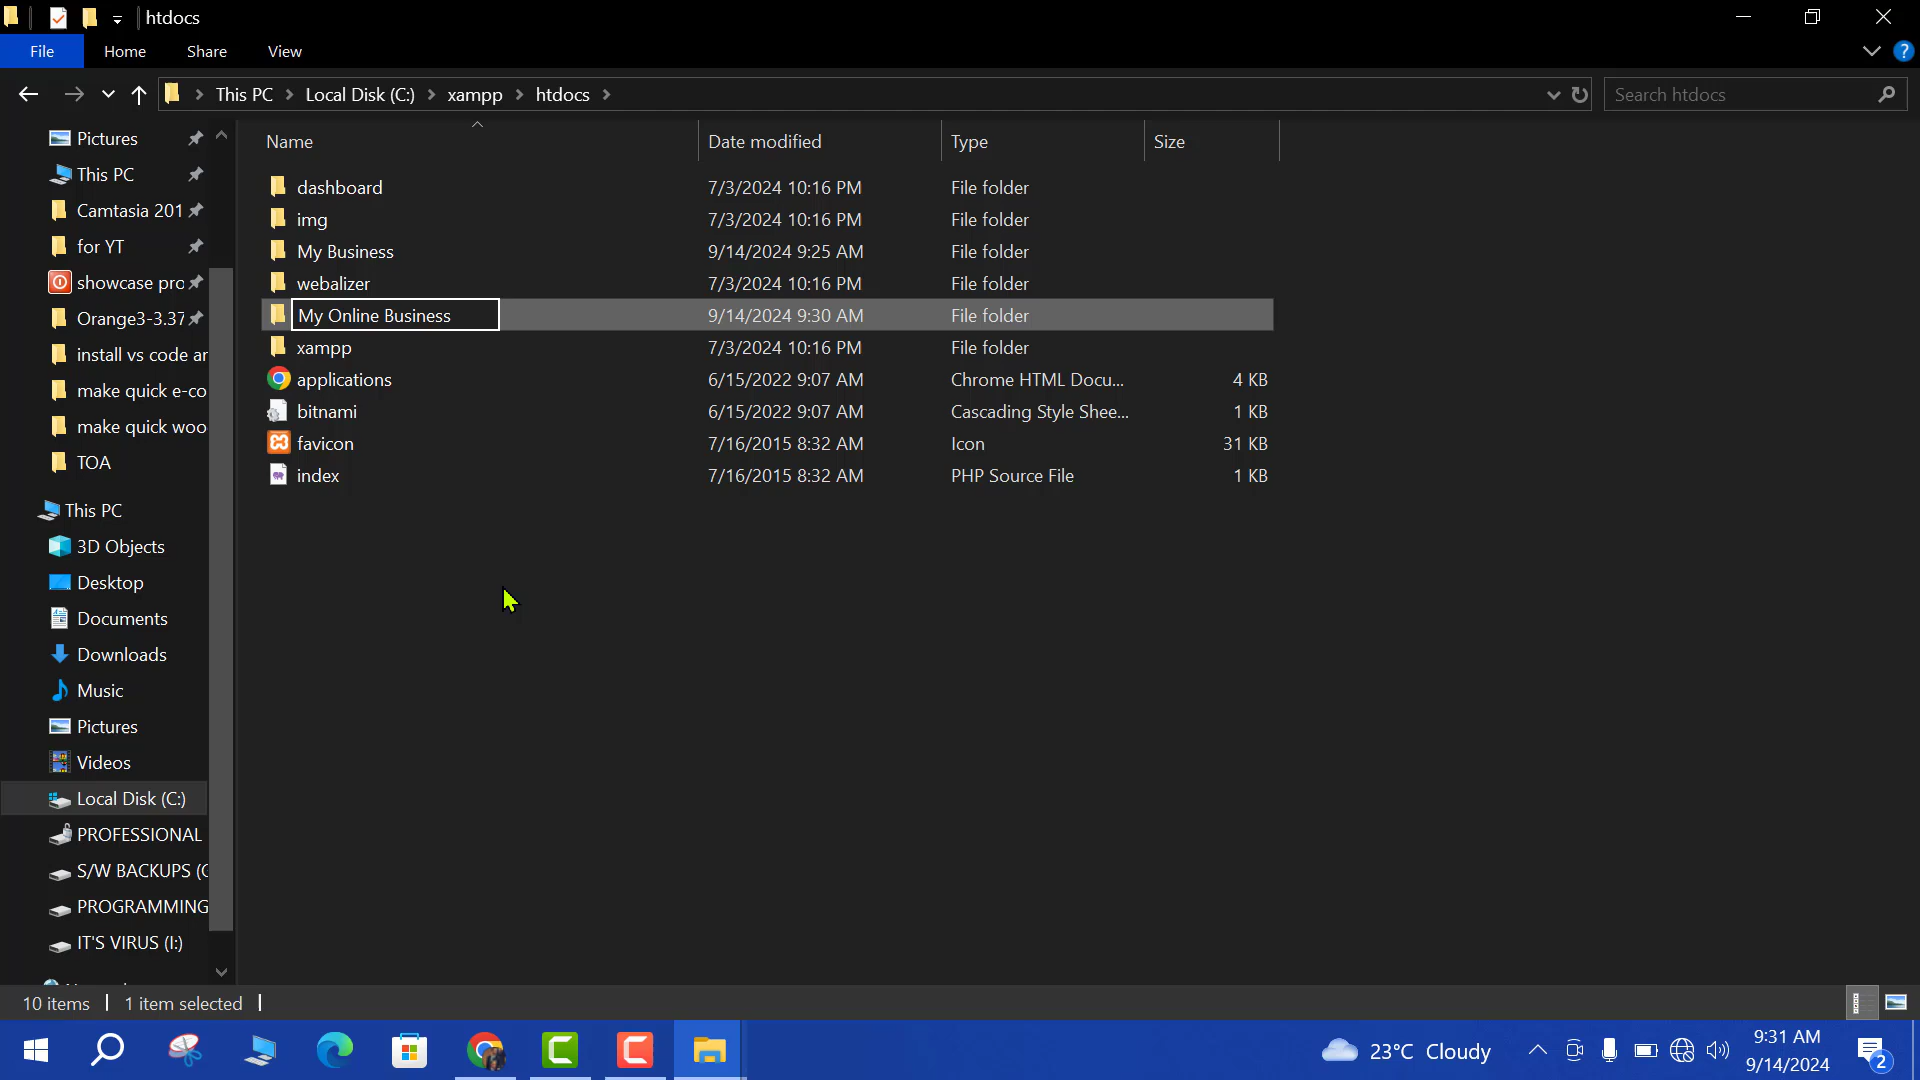 htdocs
File Home Share View
This PC Local Disk (C:) xampp htdocs Search htdocs
Name Date modified Type Size
dashboard 7/3/2024 10:16 PM File folder
img 7/3/2024 10:16 PM File folder
My Business 9/14/2024 9:25 AM File folder
webalizer 7/3/2024 10:16 PM File folder
My Online Business 9/14/2024 9:30 AM File folder
xampp 7/3/2024 10:16 PM File folder
applications 6/15/2022 9:07 AM Chrome HTML Docu... 4 KB
bitnami 6/15/2022 9:07 AM Cascading Style Shee... 1 KB
favicon 7/16/2015 8:32 AM Icon 31 KB
index 7/16/2015 8:32 AM PHP Source File 1 KB
Pictures
This PC
Camtasia 201
for YT
showcase pro
Orange3-3.37
install vs code ar
make quick e-co
make quick woo
TOA
This PC
3D Objects
Desktop
Documents
Downloads
Music
Pictures
Videos
Local Disk (C:)
PROFESSIONAL
S/W BACKUPS (G
PROGRAMMING
IT'S VIRUS (I:)
10 items 1 item selected
23°C Cloudy
9:31 AM
9/14/2024
2